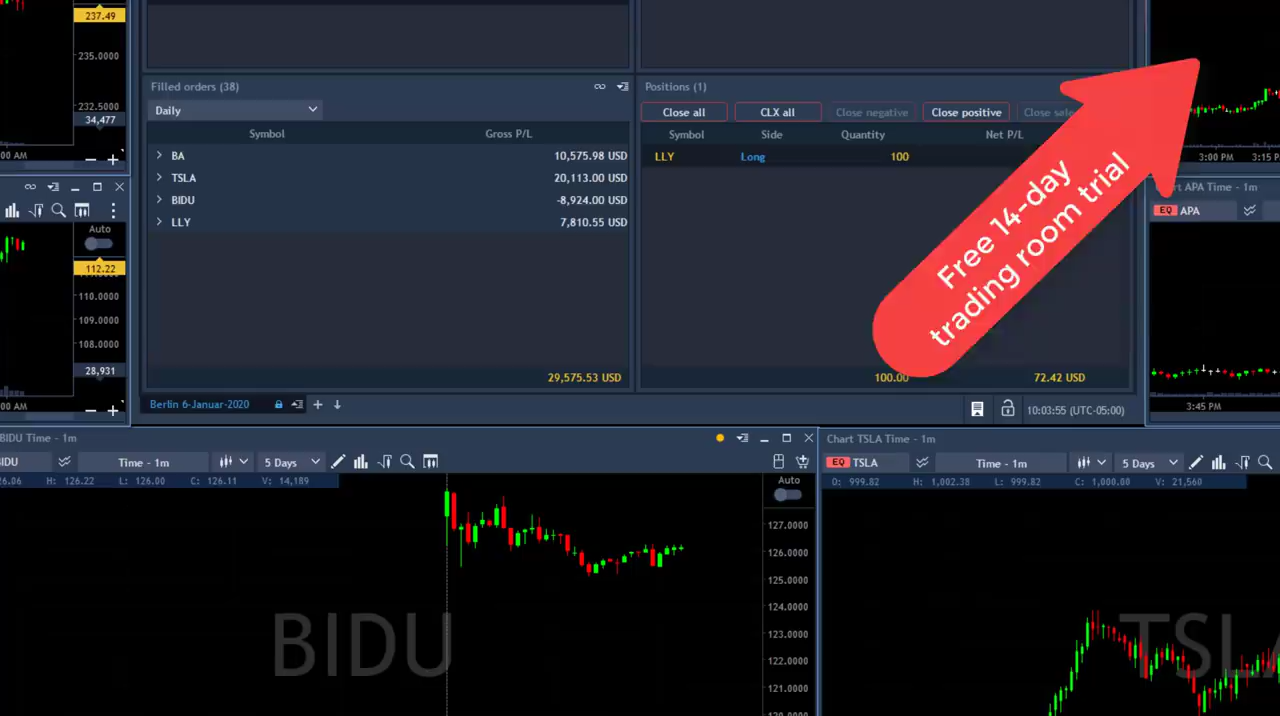 237.49
235.0000
232.5000
34,477
00 AM
3:00 PM
3:15 P
Filled orders (38)
Daily
Symbol
Gross P/L
BA
10,575.98 USD
TSLA
20,113.00 USD
BIDU
-8,924.00 USD
LLY
7,810.55 USD
29,575.53 USD
Positions (1)
Close all
CLX all
Close negative
Close positive
Symbol
Side
Quantity
Net P/L
LLY
Long
100
100.00
72.42 USD
Free 14-day
trading room trial
Auto
112.22
110.0000
109.0000
108.0000
28,931
00 AM
APA Time - 1m
EQ
APA
3:45 PM
Berlin 6-Januar-2020
10:03:55 (UTC-05:00)
BIDU Time - 1m
Time - 1m
5 Days
26.06
H: 126.22
L: 126.00
C: 126.11
V: 14,189
Auto
127.0000
126.0000
125.0000
124.0000
123.0000
122.0000
121.0000
BIDU
Chart TSLA Time - 1m
EQ
TSLA
Time - 1m
5 Days
O: 999.82
H: 1,002.38
L: 999.82
C: 1,000.00
V: 21,560
TSLA